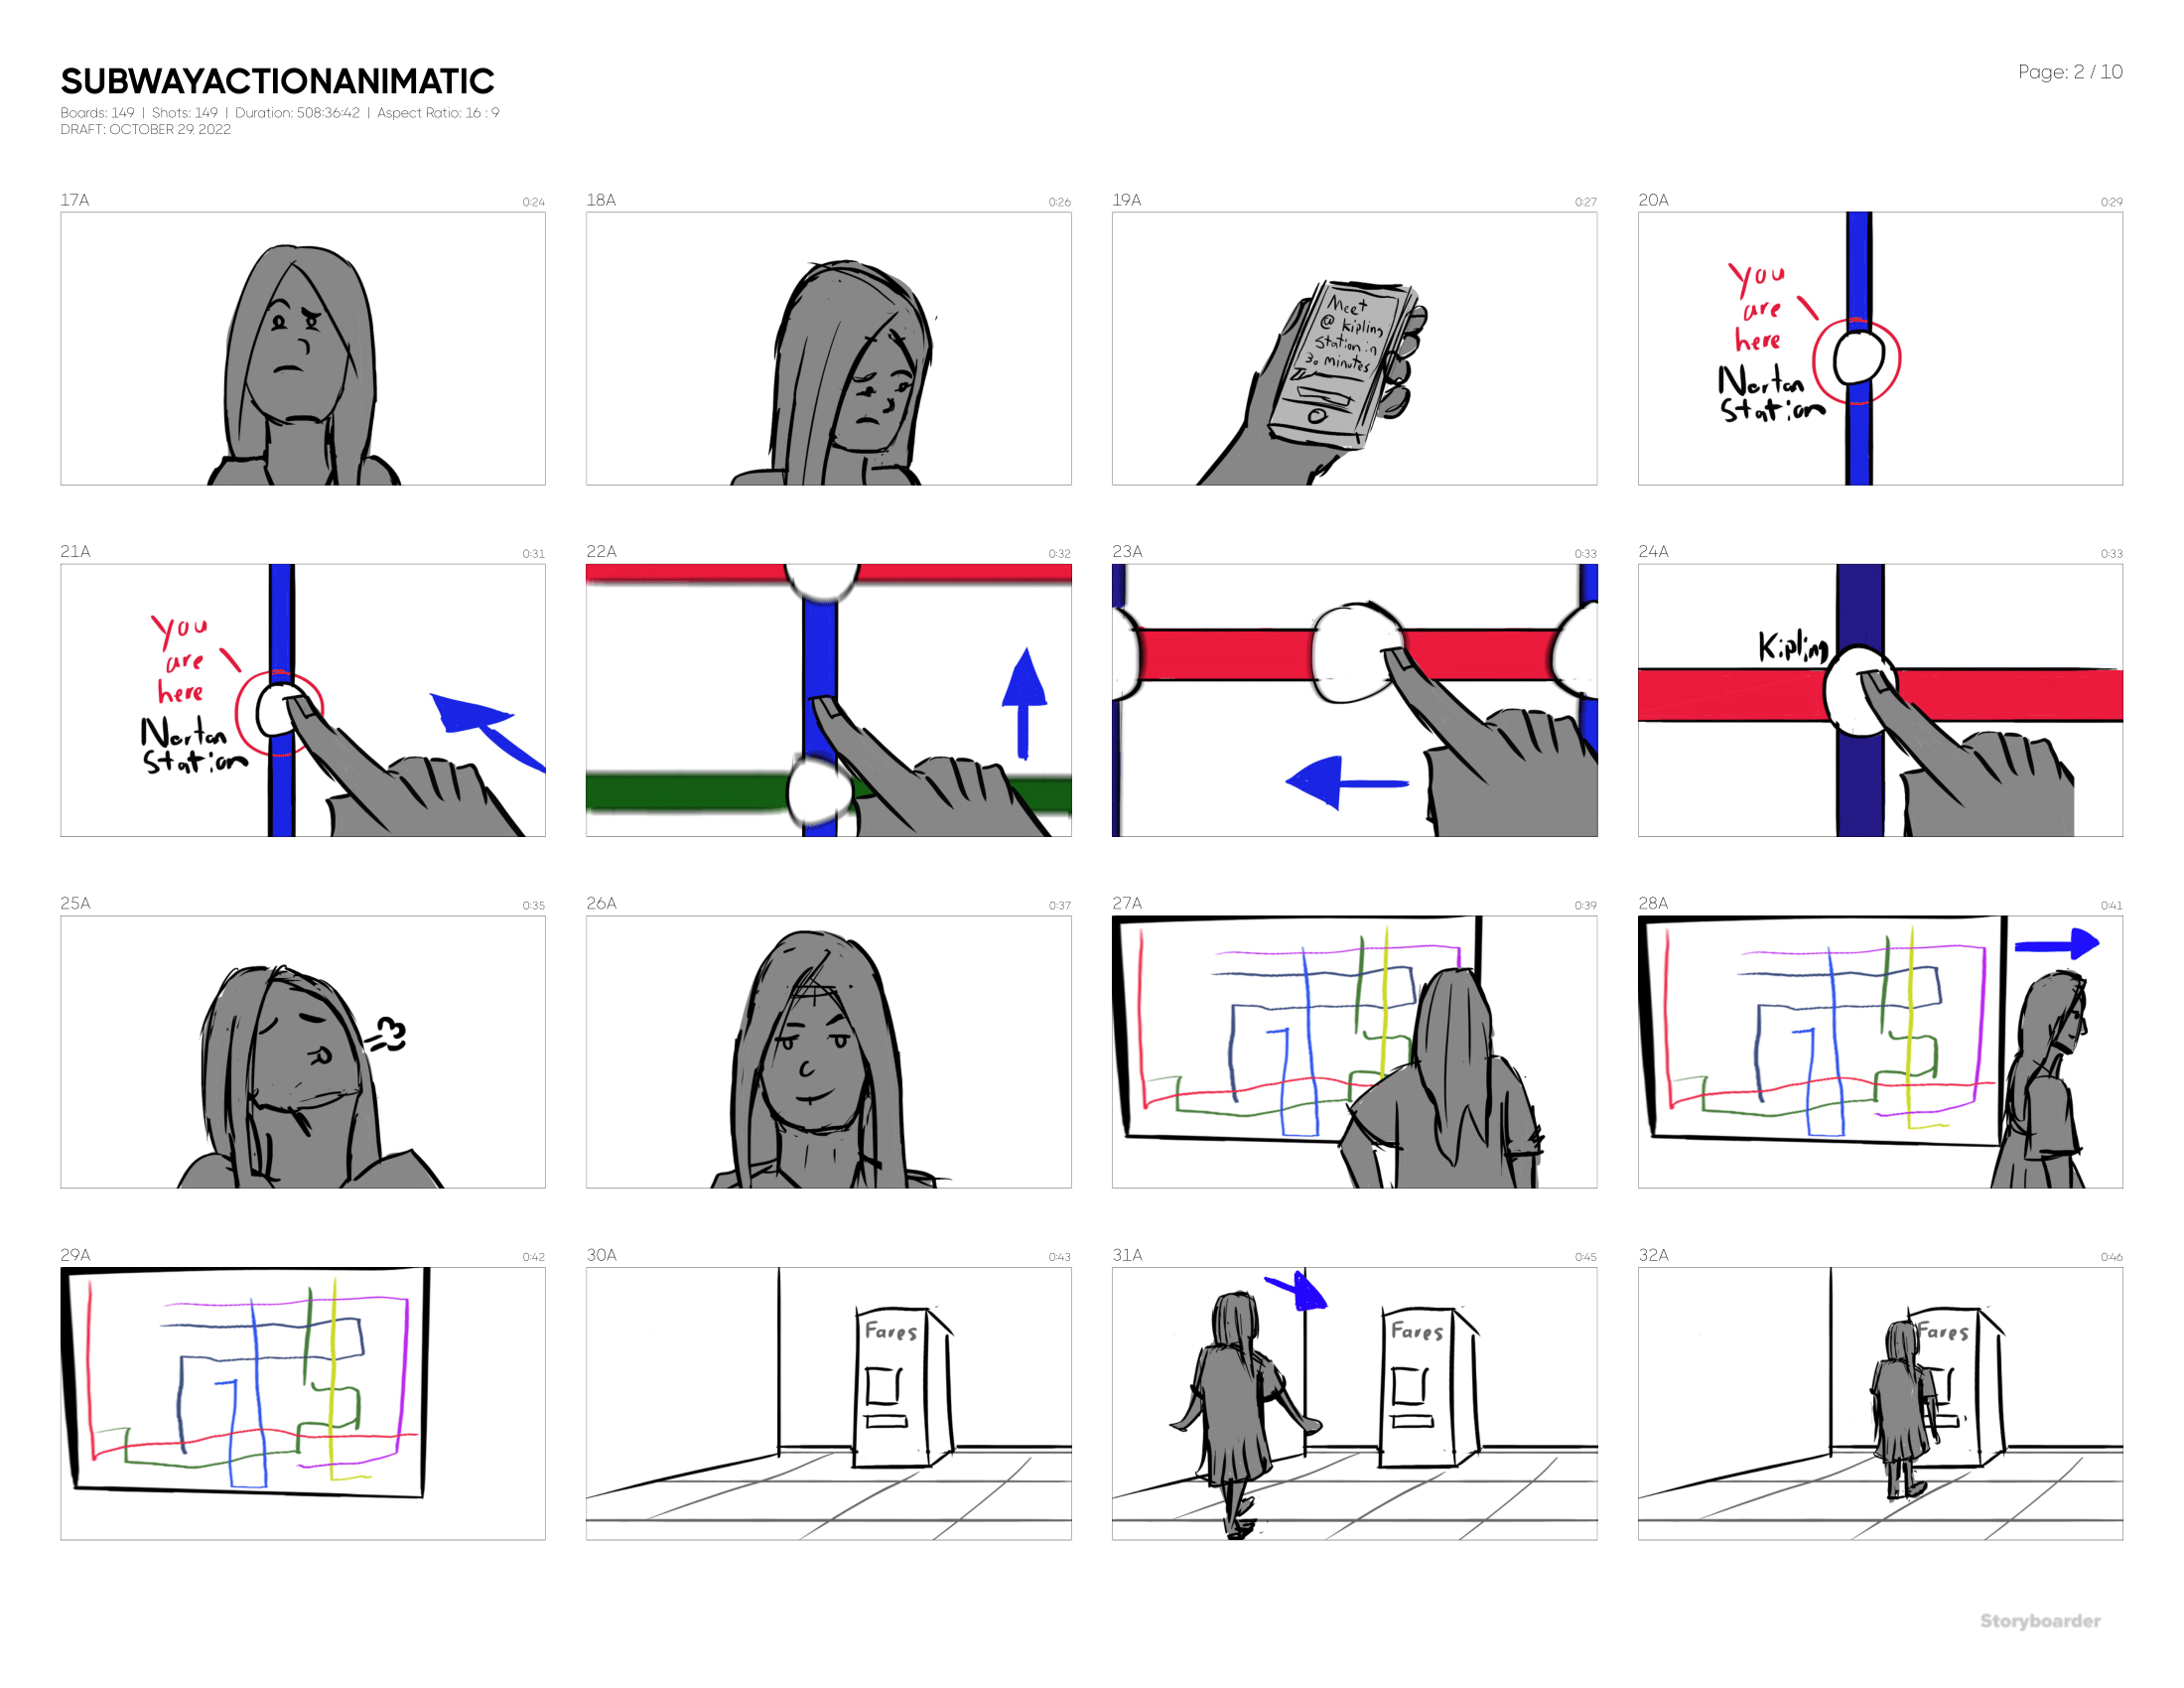 SUBWAYACTIONANIMATIC
Page: 2 / 10
Boards: 149 | Shots: 149 | Duration: 508:36:42 | Aspect Ratio: 16 : 9
DRAFT: OCTOBER 29, 2022
17A 0:24
18A 0:26
19A 0:27
Meet
@ kipling
Station in
30 minutes
20A 0:29
You
are
here
Norton
Station
21A 0:31
You
are
here
Norton
Station
22A 0:32
23A 0:33
24A 0:33
Kipling
25A 0:35
26A 0:37
27A 0:39
28A 0:41
29A 0:42
30A 0:43
Fares
31A 0:45
Fares
32A 0:46
Fares
Storyboarder